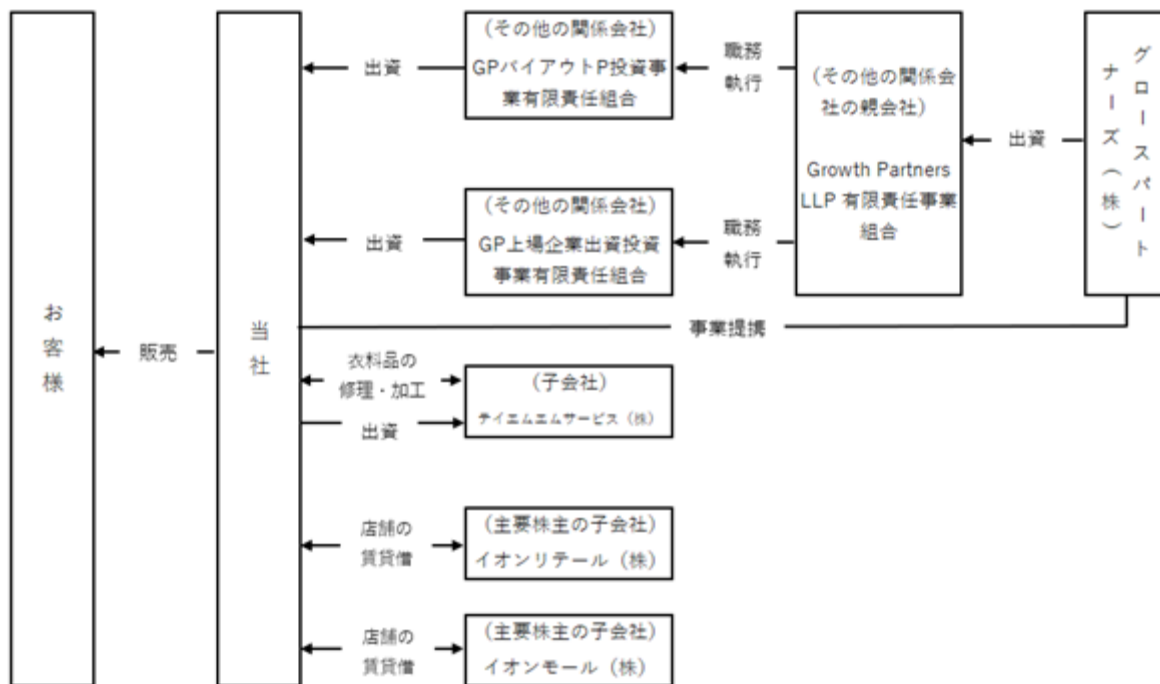 お客様
販売
当社
出資
（その他の関係会社）
GPバイアウトP投資事
業有限責任組合
職務
執行
（その他の関係会
社の親会社）
Growth Partners
LLP 有限責任事業
組合
出資
グロースパート
ナーズ（株）
出資
（その他の関係会社）
GP上場企業出資投資
事業有限責任組合
職務
執行
事業提携
衣料品の
修理・加工
出資
（子会社）
テイエムエムサービス（株）
店舗の
賃貸借
（主要株主の子会社）
イオンリテール（株）
店舗の
賃貸借
（主要株主の子会社）
イオンモール（株）